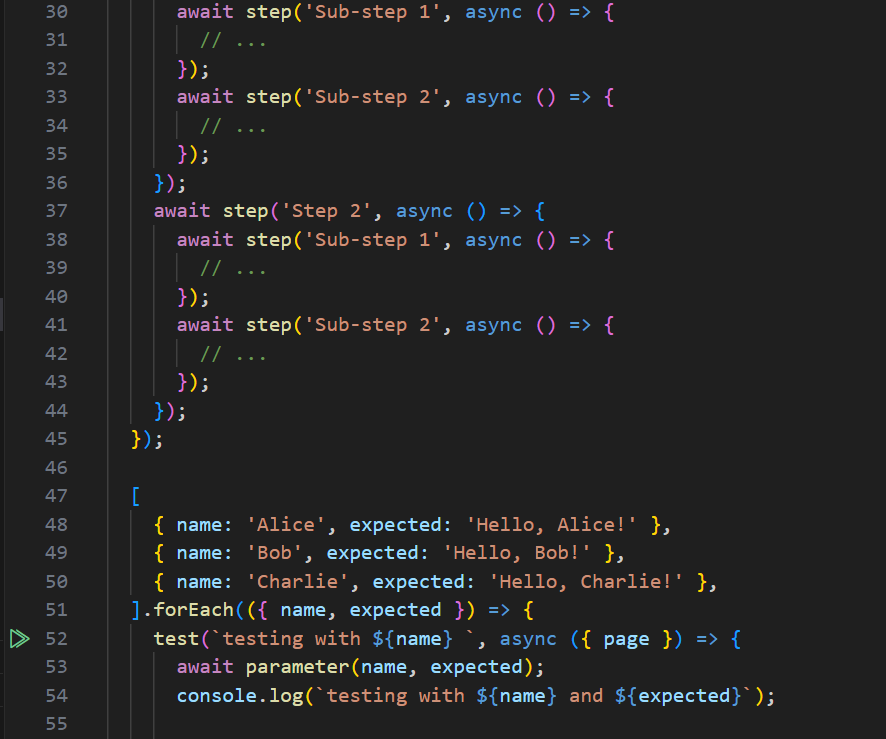 30 await step('Sub-step 1', async () => {
31 // ...
32 });
33 await step('Sub-step 2', async () => {
34 // ...
35 });
36 });
37 await step('Step 2', async () => {
38 await step('Sub-step 1', async () => {
39 // ...
40 });
41 await step('Sub-step 2', async () => {
42 // ...
43 });
44 });
45 });
46
47 [
48 { name: 'Alice', expected: 'Hello, Alice!' },
49 { name: 'Bob', expected: 'Hello, Bob!' },
50 { name: 'Charlie', expected: 'Hello, Charlie!' },
51 ].forEach(({ name, expected }) => {
52 test(`testing with ${name} `, async ({ page }) => {
53 await parameter(name, expected);
54 console.log(`testing with ${name} and ${expected}`);
55